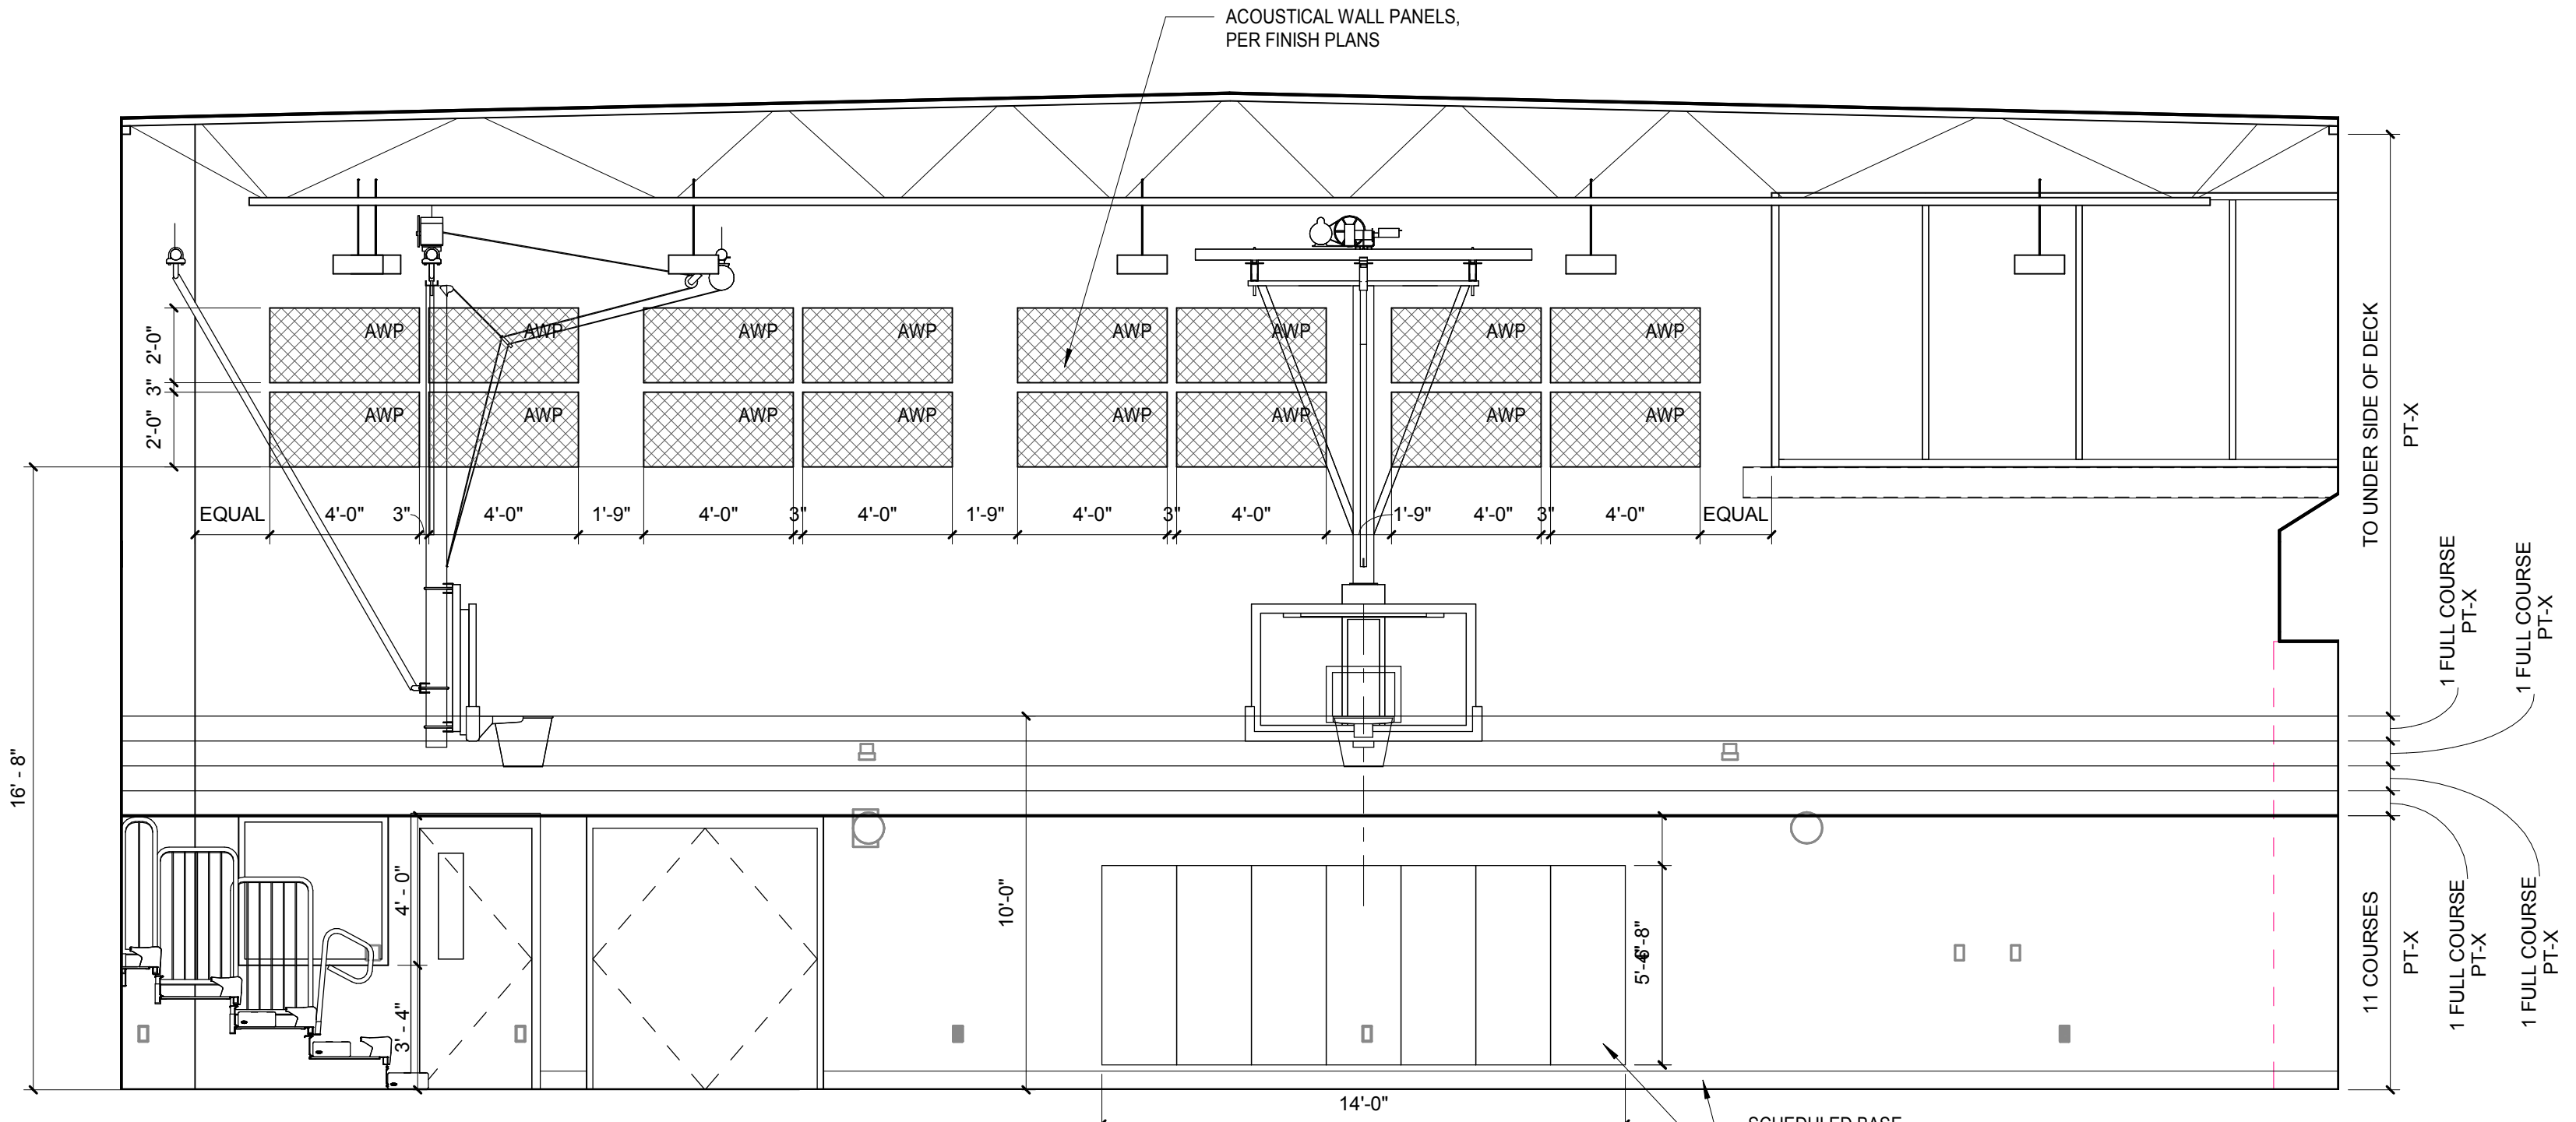 ACOUSTICAL WALL PANELS,
PER FINISH PLANS
AWP AWP AWP AWP AWP AWP AWP AWP
2'-0"
3"
AWP AWP AWP AWP AWP AWP AWP AWP
2'-0"
EQUAL 4'-0" 3" 4'-0" 1'-9" 4'-0" 3" 4'-0" 1'-9" 4'-0" 3" 4'-0" 1'-9" 4'-0" 3" 4'-0" EQUAL
16' - 8"
10'-0"
4' - 0"
3' - 4"
14'-0"
TO UNDER SIDE OF DECK
PT-X
1 FULL COURSE
PT-X
1 FULL COURSE
PT-X
11 COURSES
PT-X
1 FULL COURSE
PT-X
1 FULL COURSE
PT-X
SCHEDULED BASE